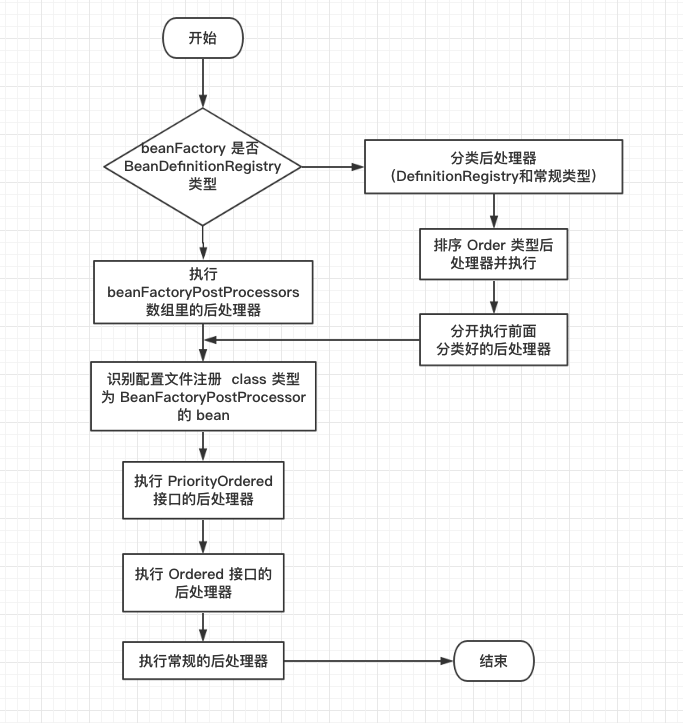 开始
beanFactory 是否
BeanDefinitionRegistry
类型
分类后处理器
（DefnitionRegistry和常规类型）
排序 Order 类型后
处理器并执行
执行
beanFactoryPostProcessors
数组里的后处理器
分开执行前面
分类好的后处理器
识别配置文件注册 class 类型
为 BeanFactoryPostProcessor
的 bean
执行 PriorityOrdered
接口的后处理器
执行 Ordered 接口的
后处理器
执行常规的后处理器
结束